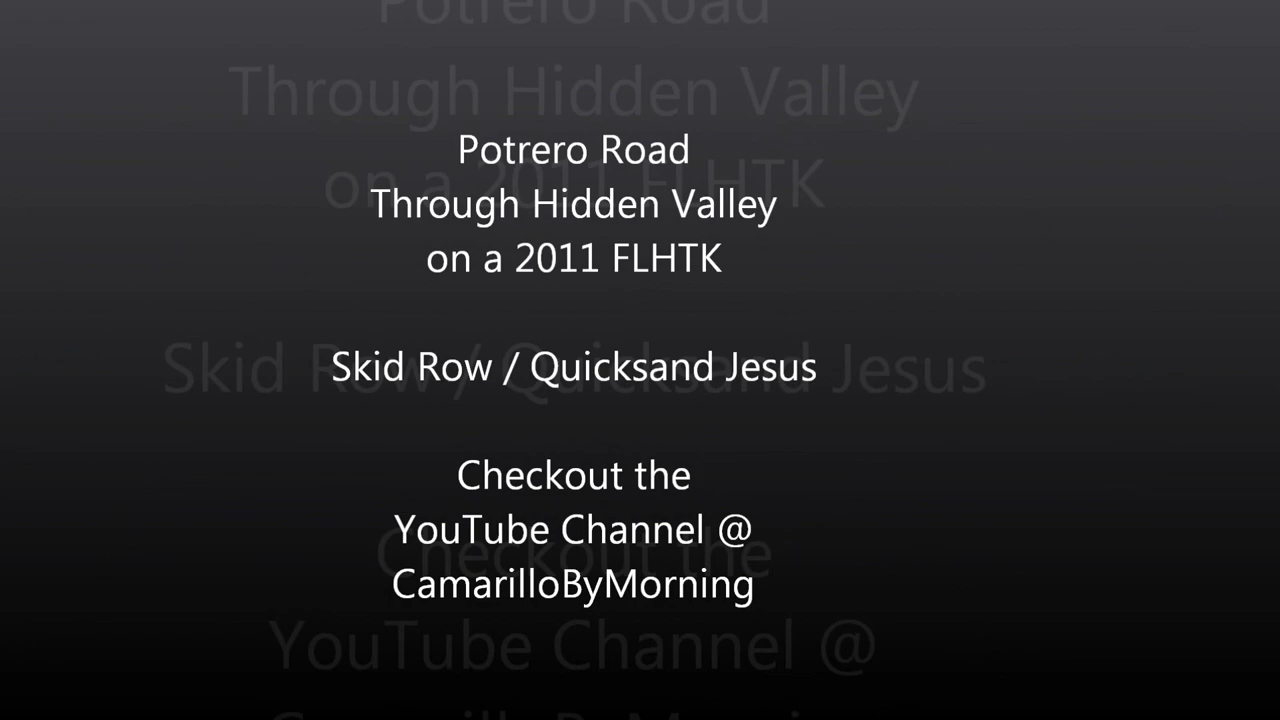 Potrero Road
Through Hidden Valley
on a 2011 FLHTK
Skid Row / Quicksand Jesus
Checkout the
YouTube Channel @
CamarilloByMorning